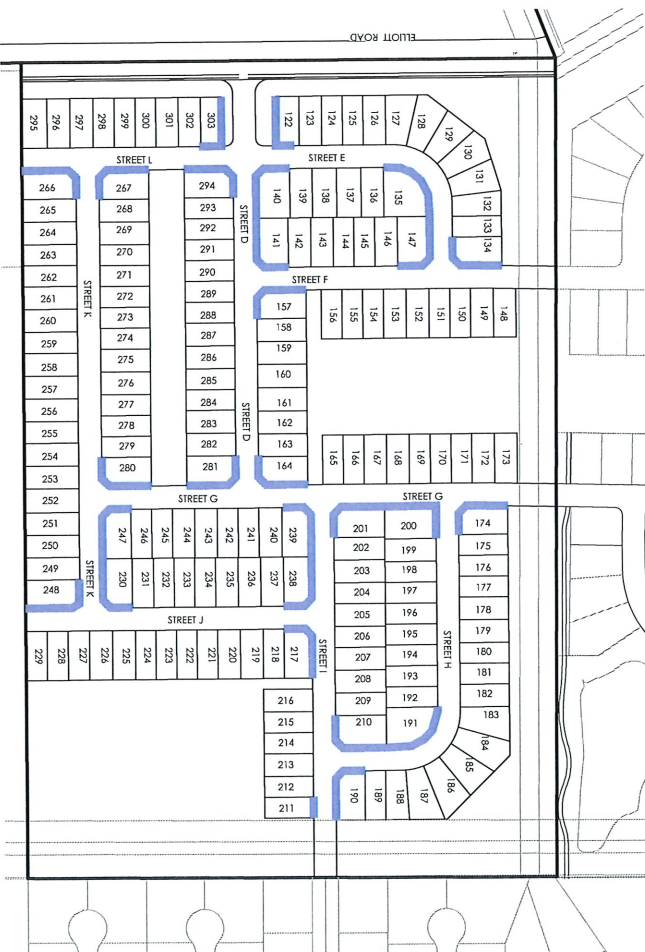 ELLIOTT ROAD
295 296 297 298 299 300 301 302 303
122 123 124 125 126 127 128 129 130 131 132 133 134
STREET L
STREET E
266 265 264 263 262 261 260 259 258 257 256 255 254 253 252 251 250 249 248
STREET K
STREET K
267 268 269 270 271 272 273 274 275 276 277 278 279 280
294 293 292 291 290 289 288 287 286 285 284 283 282 281
STREET D
STREET D
140 139 138 137 136 135
141 142 143 144 145 146 147
STREET F
157 158 159 160 161 162 163 164
156 155 154 153 152 151 150 149 148
165 166 167 168 169 170 171 172 173
STREET G
STREET G
247 246 245 244 243 242 241 240 239
230 231 232 233 234 235 236 237 238
STREET J
229 228 227 226 225 224 223 222 221 220 219 218 217
216 215 214 213 212 211
STREET I
201 202 203 204 205 206 207 208 209 210
200 199 198 197 196 195 194 193 192 191
STREET H
174 175 176 177 178 179 180 181 182 183 184 185 186 187 188 189 190